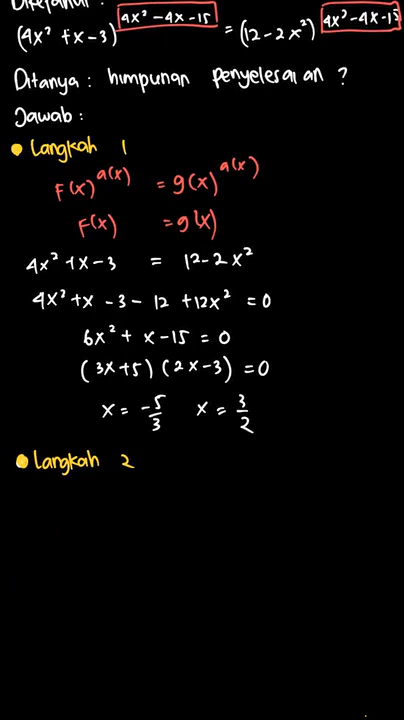 Diketahui :
(4x² + x - 3)^(4x² - 4x - 15) = (12 - 2x²)^(4x² - 4x - 15)
Ditanya : himpunan penyelesaian ?
Jawab :
• Langkah 1
F(x)^a(x) = g(x)^a(x)
F(x) = g(x)
4x² + x - 3 = 12 - 2x²
4x² + x - 3 - 12 + 12x² = 0
6x² + x - 15 = 0
(3x + 5) (2x - 3) = 0
x = -5/3 x = 3/2
• Langkah 2